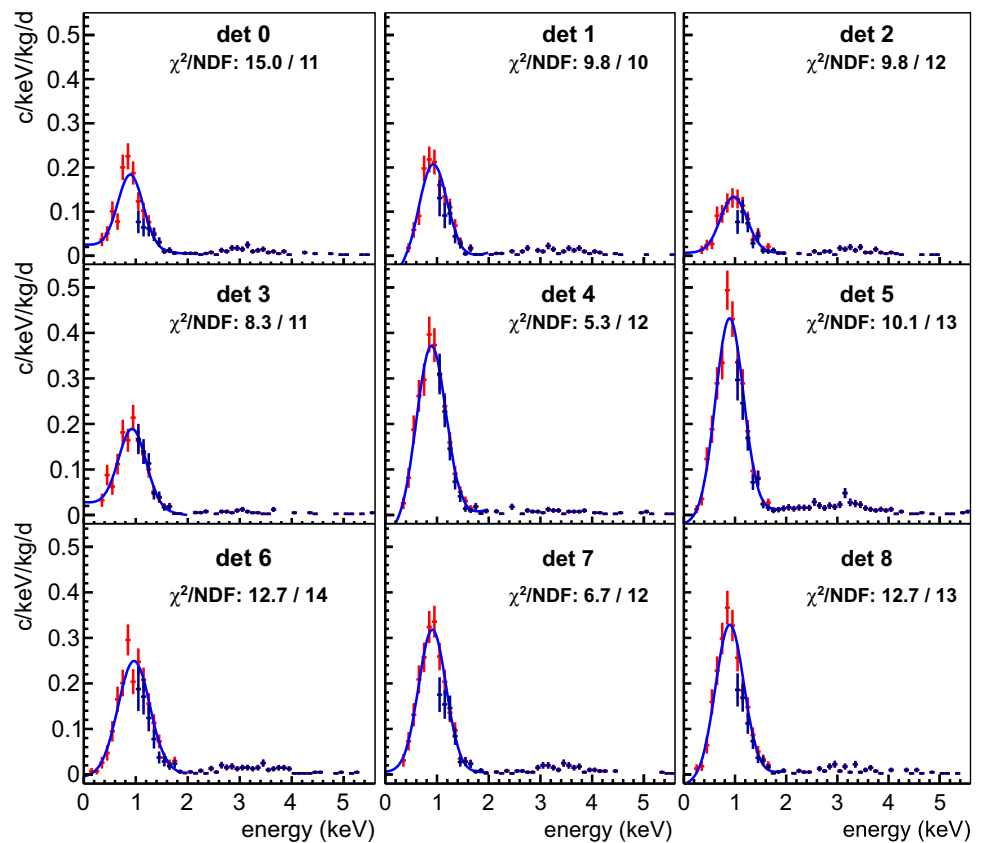 det 0
χ²/NDF: 15.0 / 11
det 1
χ²/NDF: 9.8 / 10
det 2
χ²/NDF: 9.8 / 12
c/keV/kg/d
0.5
0.4
0.3
0.2
0.1
0
det 3
χ²/NDF: 8.3 / 11
det 4
χ²/NDF: 5.3 / 12
det 5
χ²/NDF: 10.1 / 13
c/keV/kg/d
0.5
0.4
0.3
0.2
0.1
0
det 6
χ²/NDF: 12.7 / 14
det 7
χ²/NDF: 6.7 / 12
det 8
χ²/NDF: 12.7 / 13
c/keV/kg/d
0.5
0.4
0.3
0.2
0.1
0
0 1 2 3 4 5
0 1 2 3 4 5
0 1 2 3 4 5
energy (keV)
energy (keV)
energy (keV)